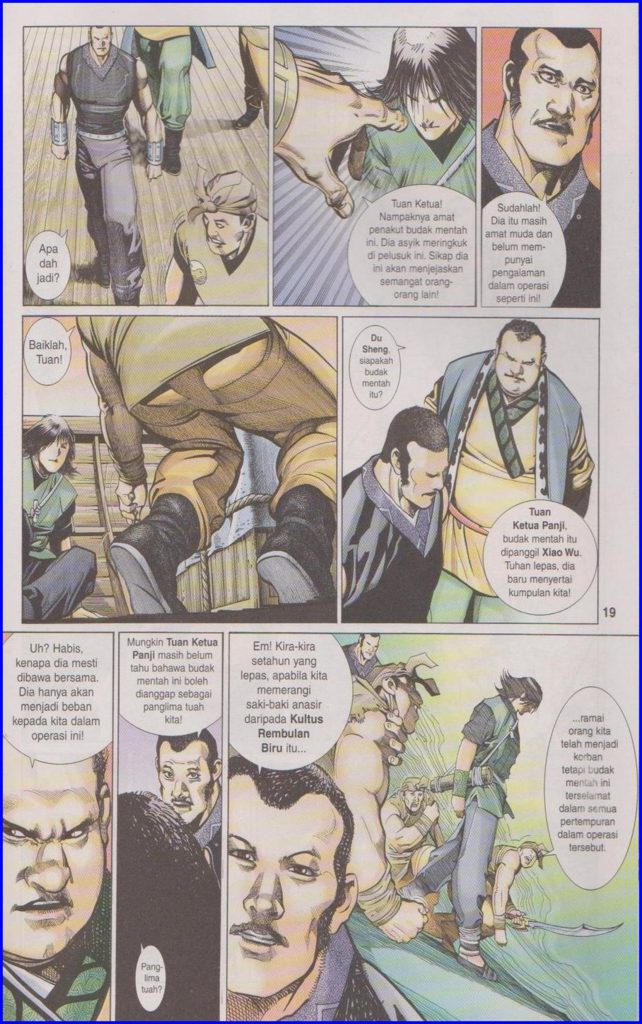 Apa
dah
jadi?
Tuan Ketua!
Nampaknya amat
penakut budak mentah
ini. Dia asyik meringkuk
di pelusuk ini. Sikap dia
ini akan menjejaskan
semangat orang-
orang lain!
Sudahlah!
Dia itu masih
amat muda dan
belum mem-
punyai
pengalaman
dalam operasi
seperti ini!
Baiklah,
Tuan!
Du
Sheng,
siapakah
budak
mentah
itu?
Tuan
Ketua Panji,
budak mentah itu
dipanggil Xiao Wu.
Tuhan lepas, dia
baru menyertai
kumpulan kita!
19
Uh? Habis,
kenapa dia mesti
dibawa bersama.
Dia hanya akan
menjadi beban
kepada kita dalam
operasi ini!
Mungkin Tuan Ketua
Panji masih belum
tahu bahawa budak
mentah ini boleh
dianggap sebagai
panglima tuah
kita!
Pang-
lima
tuah?
Em! Kira-kira
setahun yang
lepas, apabila kita
memerangi
saki-baki anasir
daripada Kultus
Rembulan
Biru itu...
...ramai
orang kita
telah menjadi
korban
tetapi budak
mentah ini
terselamat
dalam semua
pertempuran
dalam operasi
tersebut.